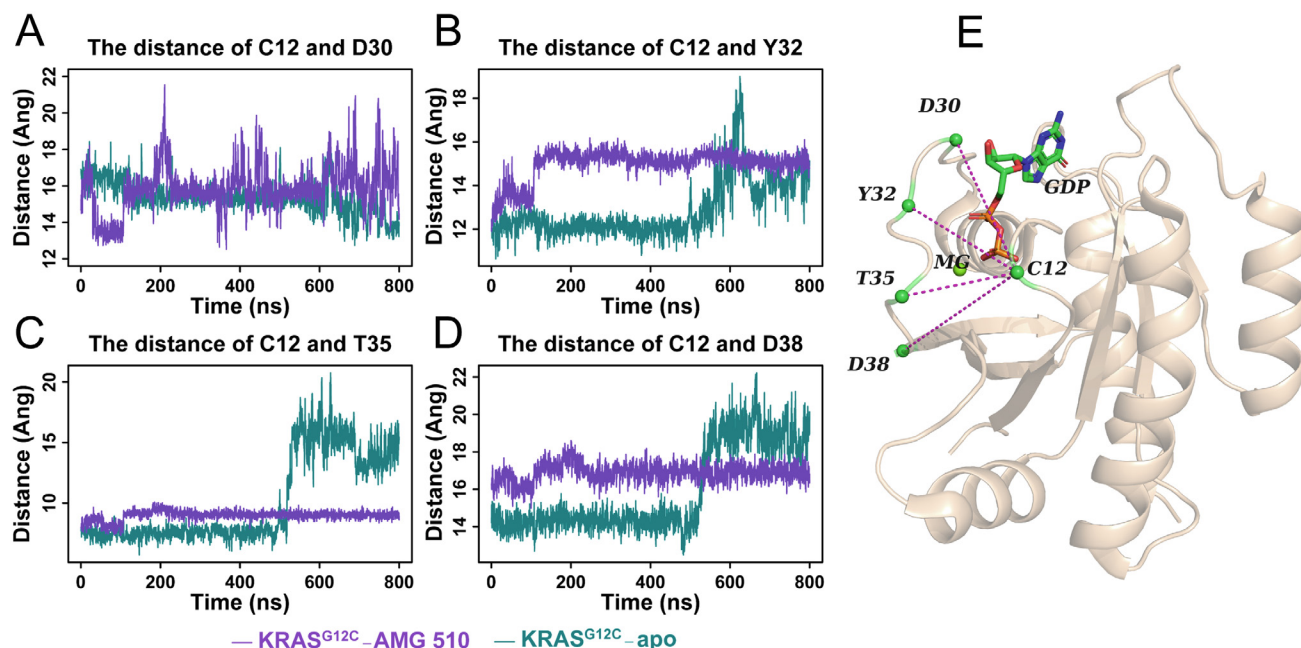 A
The distance of C12 and D30
Distance (Ang)
22
20
18
16
14
12
0 200 400 600 800
Time (ns)
B
The distance of C12 and Y32
Distance (Ang)
18
16
14
12
0 200 400 600 800
Time (ns)
C
The distance of C12 and T35
Distance (Ang)
20
15
10
0 200 400 600 800
Time (ns)
D
The distance of C12 and D38
Distance (Ang)
22
20
18
16
14
0 200 400 600 800
Time (ns)
E
D30
Y32
GDP
MG
C12
T35
D38
— KRASᴳ¹²ᶜ–AMG 510 — KRASᴳ¹²ᶜ–apo